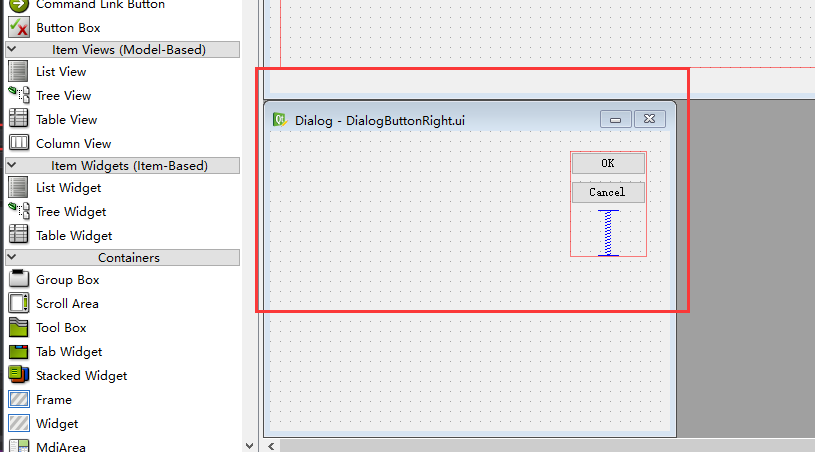 Command Link Button
Button Box
Item Views (Model-Based)
List View
Tree View
Table View
Column View
Item Widgets (Item-Based)
List Widget
Tree Widget
Table Widget
Containers
Group Box
Scroll Area
Tool Box
Tab Widget
Stacked Widget
Frame
Widget
MdiArea
Dialog - DialogButtonRight.ui
OK
Cancel